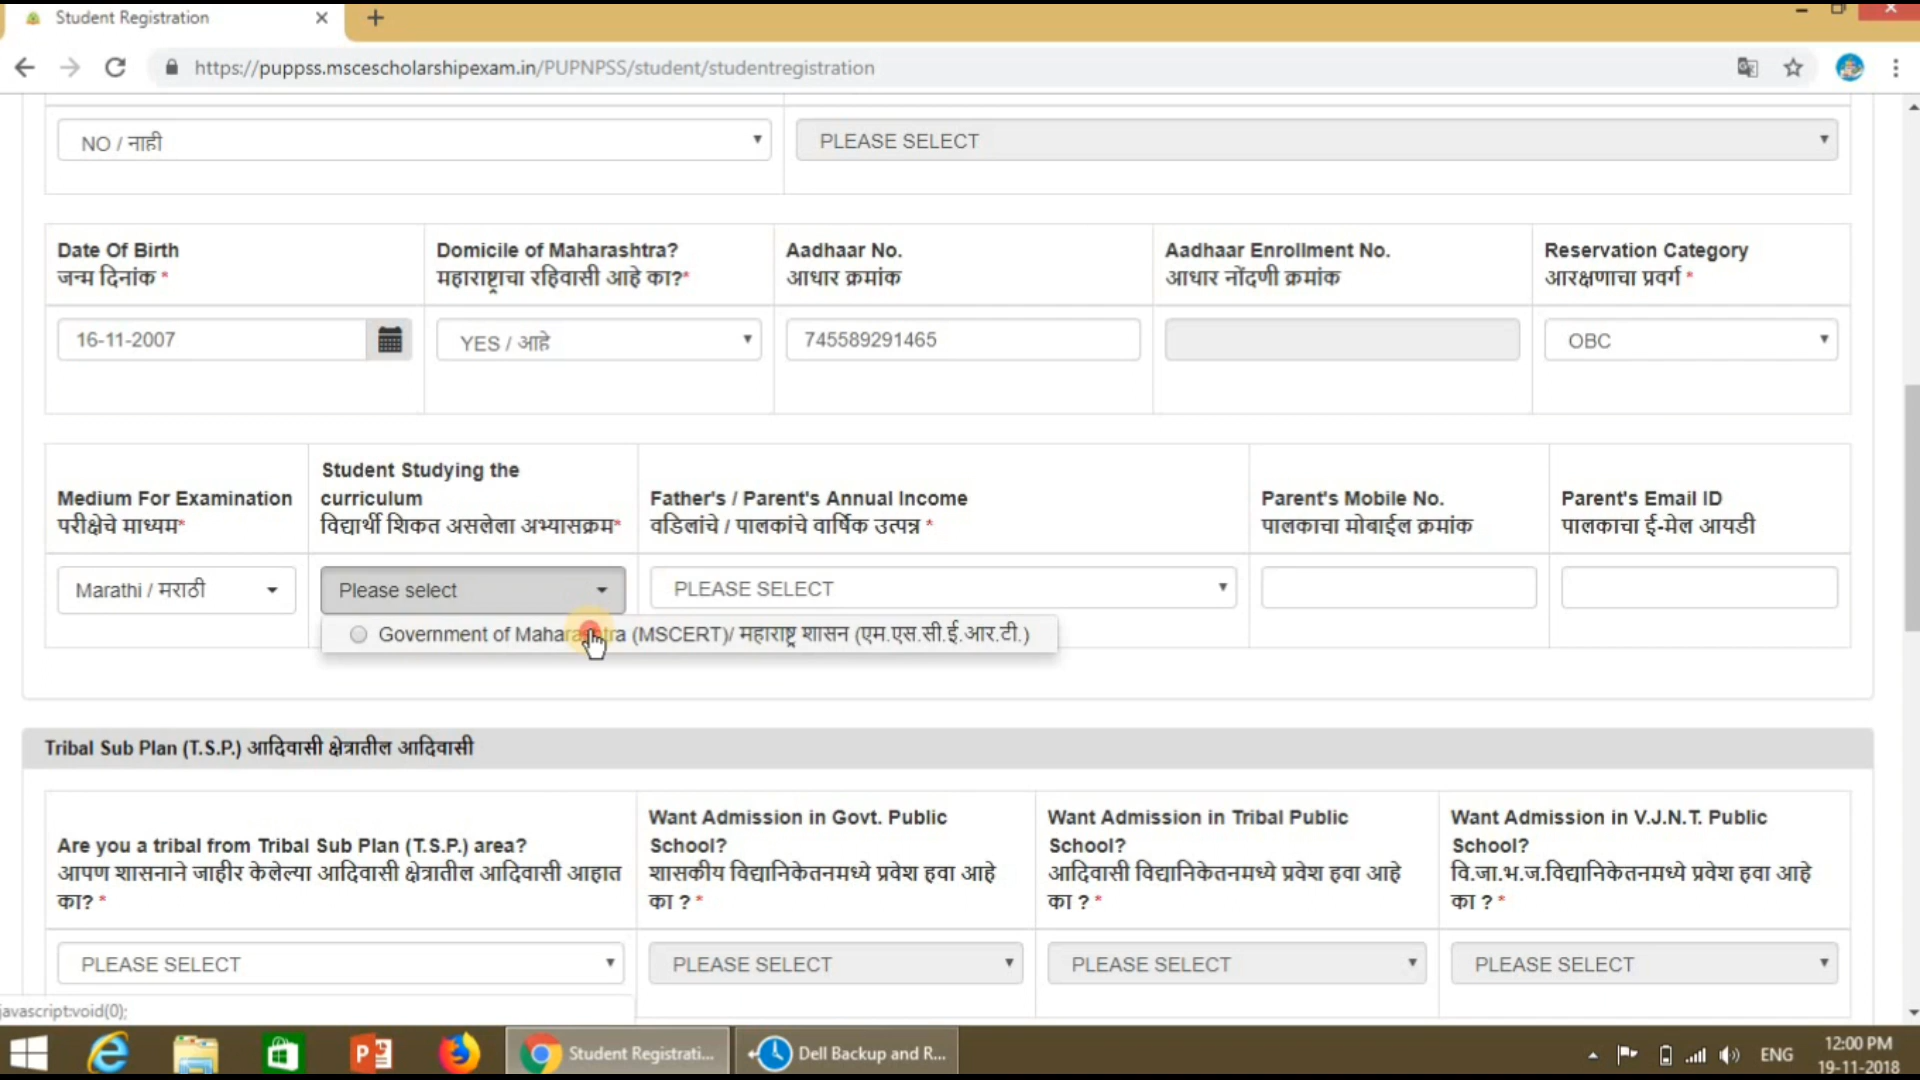 Student Registration
https://puppss.mscescholarshipexam.in/PUPNPSS/student/studentregistration
NO / नाही
PLEASE SELECT
Date Of Birth
जन्म दिनांक *
Domicile of Maharashtra?
महाराष्ट्राचा रहिवासी आहे का?*
Aadhaar No.
आधार क्रमांक
Aadhaar Enrollment No.
आधार नोंदणी क्रमांक
Reservation Category
आरक्षणाचा प्रवर्ग *
16-11-2007
YES / आहे
745589291465
OBC
Medium For Examination
परीक्षेचे माध्यम*
Student Studying the
curriculum
विद्यार्थी शिकत असलेला अभ्यासक्रम*
Father's / Parent's Annual Income
वडिलांचे / पालकांचे वार्षिक उत्पन्न *
Parent's Mobile No.
पालकाचा मोबाईल क्रमांक
Parent's Email ID
पालकाचा ई-मेल आयडी
Marathi / मराठी
Please select
PLEASE SELECT
Government of Maharashtra (MSCERT)/ महाराष्ट्र शासन (एम.एस.सी.ई.आर.टी.)
Tribal Sub Plan (T.S.P.) आदिवासी क्षेत्रातील आदिवासी
Are you a tribal from Tribal Sub Plan (T.S.P.) area?
आपण शासनाने जाहीर केलेल्या आदिवासी क्षेत्रातील आदिवासी आहात
का? *
Want Admission in Govt. Public
School?
शासकीय विद्यानिकेतनमध्ये प्रवेश हवा आहे
का ? *
Want Admission in Tribal Public
School?
आदिवासी विद्यानिकेतनमध्ये प्रवेश हवा आहे
का ? *
Want Admission in V.J.N.T. Public
School?
वि.जा.भ.ज.विद्यानिकेतनमध्ये प्रवेश हवा आहे
का ? *
PLEASE SELECT
PLEASE SELECT
PLEASE SELECT
PLEASE SELECT
javascript:void(0);
Student Registrati...
Dell Backup and R...
ENG
12:00 PM
19-11-2018